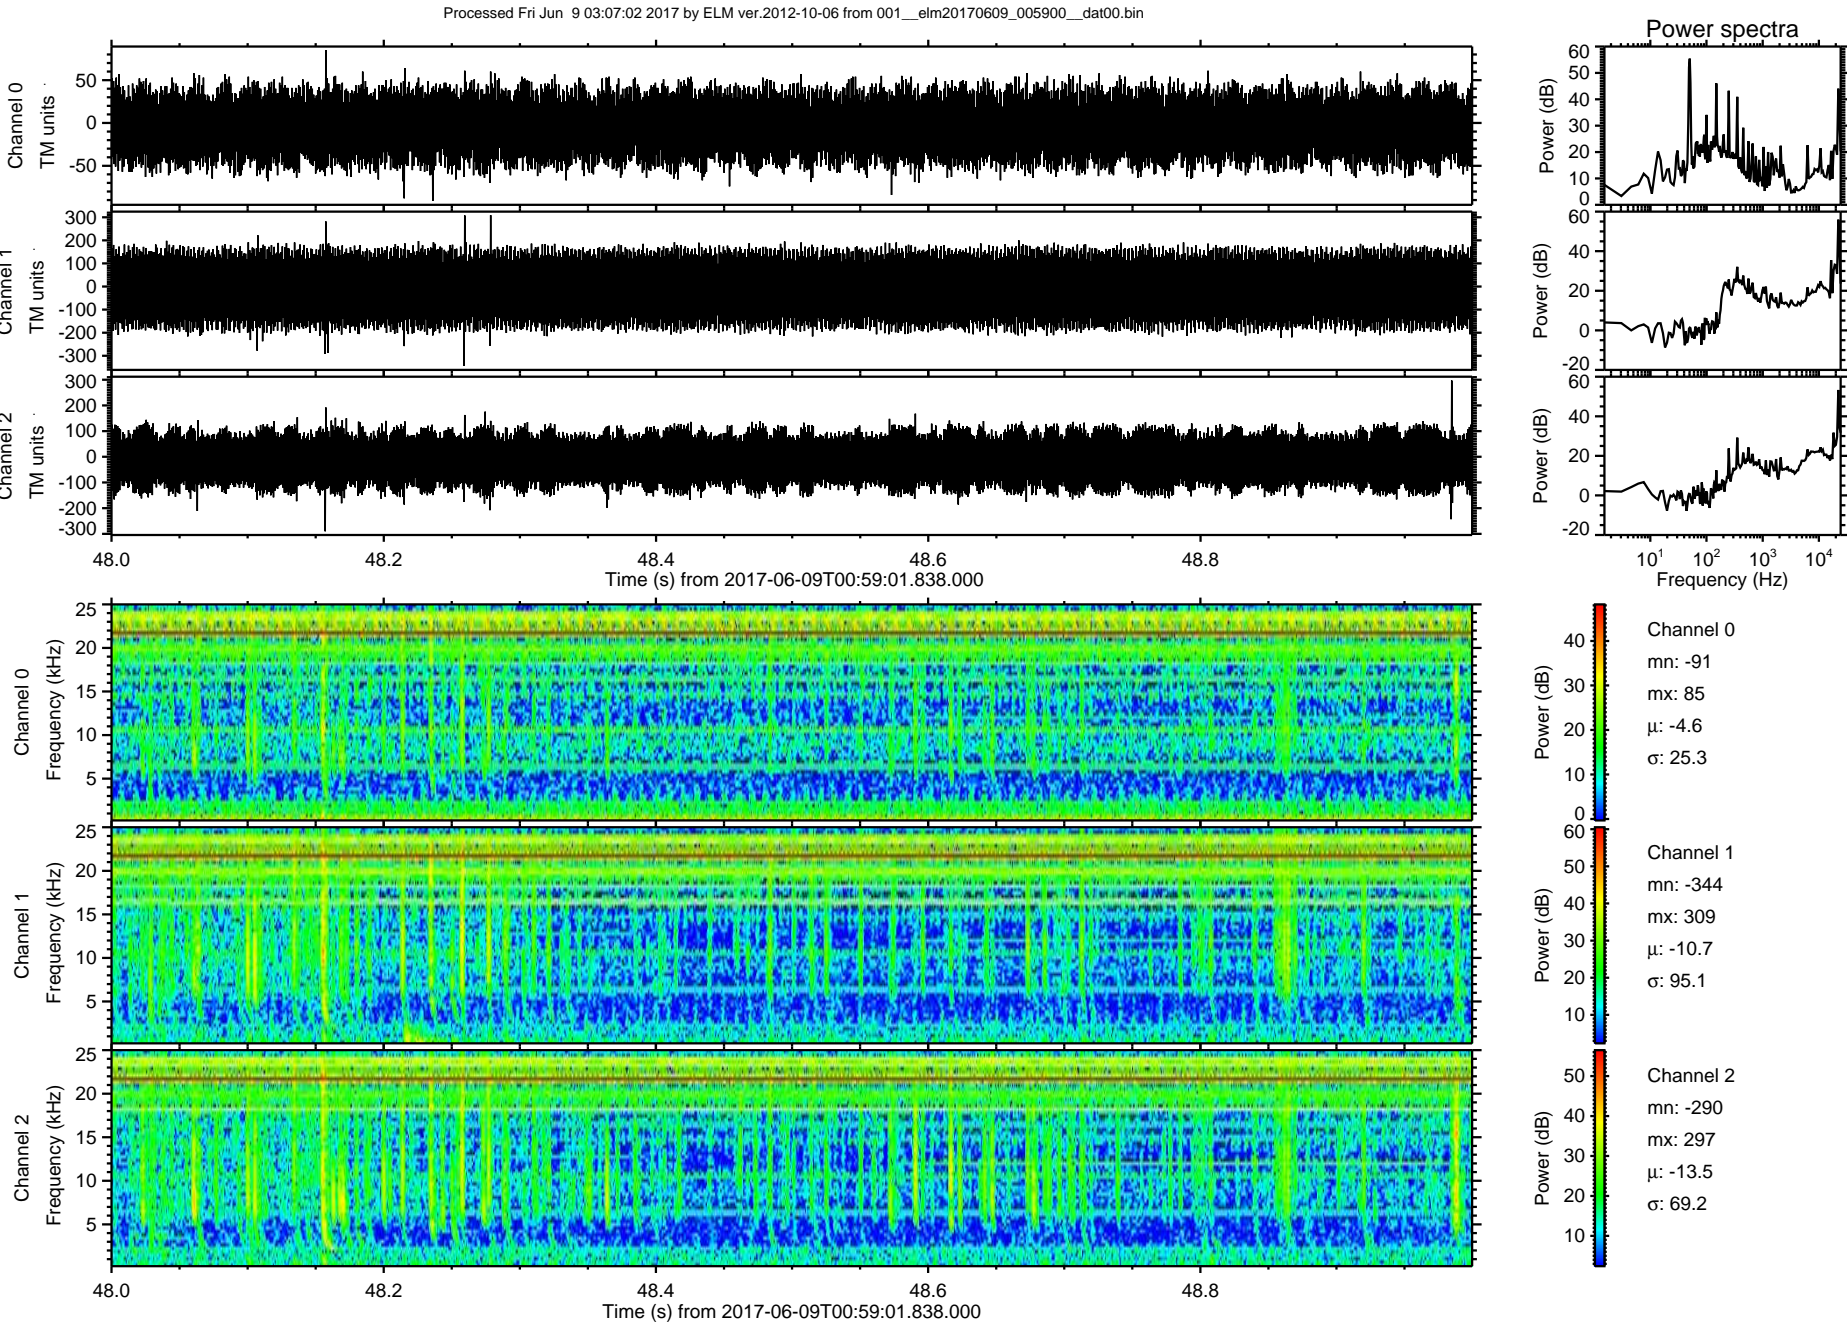 Processed Fri Jun  9 03:07:02 2017 by ELM ver.2012-10-06 from 001__elm20170609_005900__dat00.bin
Power spectra
Channel 0
TM units
50
0
-50
Power (dB)
60
50
40
30
20
10
0
Channel 1
TM units
300
200
100
0
-100
-200
-300
Power (dB)
60
40
20
0
-20
Channel 2
TM units
300
200
100
0
-100
-200
-300
Power (dB)
60
40
20
0
-20
48.0 48.2 48.4 48.6 48.8
Time (s) from 2017-06-09T00:59:01.838.000
10¹ 10² 10³ 10⁴
Frequency (Hz)
Channel 0
Frequency (kHz)
25
20
15
10
5
Power (dB)
40
30
20
10
0
Channel 0
mn: -91
mx: 85
μ: -4.6
σ: 25.3
Channel 1
Frequency (kHz)
25
20
15
10
5
Power (dB)
60
50
40
30
20
10
Channel 1
mn: -344
mx: 309
μ: -10.7
σ: 95.1
Channel 2
Frequency (kHz)
25
20
15
10
5
Power (dB)
50
40
30
20
10
Channel 2
mn: -290
mx: 297
μ: -13.5
σ: 69.2
48.0 48.2 48.4 48.6 48.8
Time (s) from 2017-06-09T00:59:01.838.000